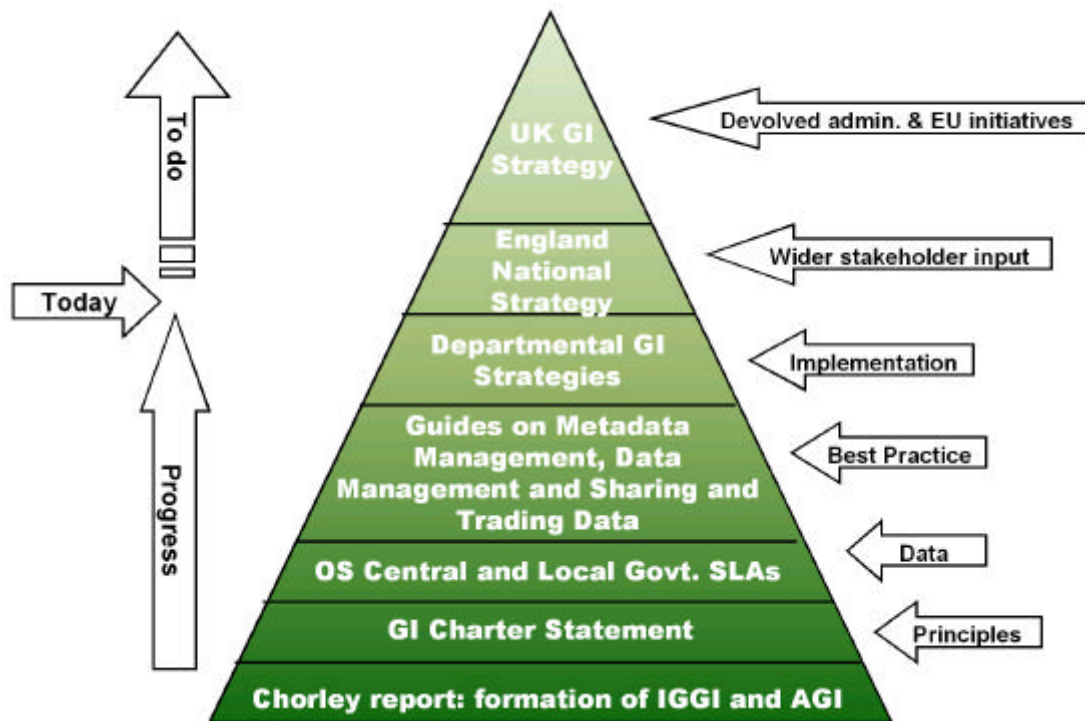 To do
Today
Progress
UK GI
Strategy
England
National
Strategy
Departmental GI
Strategies
Guides on Metadata
Management, Data
Management and Sharing and
Trading Data
OS Central and Local Govt. SLAs
GI Charter Statement
Chorley report: formation of IGGI and AGI
Devolved admin. & EU initiatives
Wider stakeholder input
Implementation
Best Practice
Data
Principles